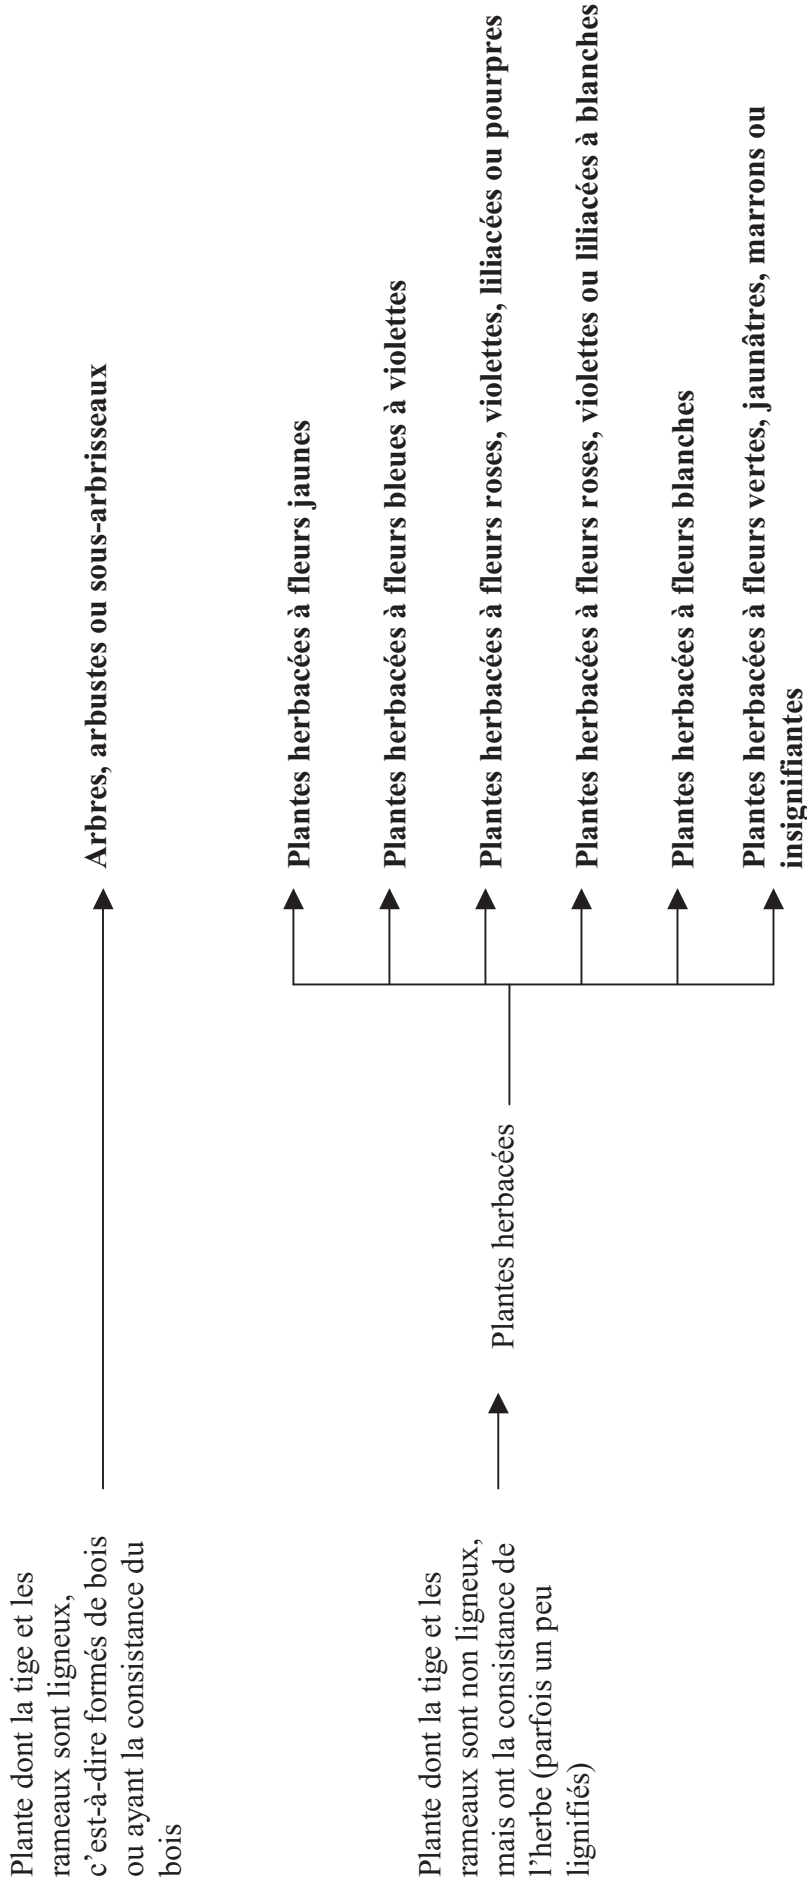 Plante dont la tige et les
rameaux sont ligneux,
c’est-à-dire formés de bois
ou ayant la consistance du
bois
Arbres, arbustes ou sous-arbrisseaux
Plante dont la tige et les
rameaux sont non ligneux,
mais ont la consistance de
l’herbe (parfois un peu
lignifiés)
Plantes herbacées
Plantes herbacées à fleurs jaunes
Plantes herbacées à fleurs bleues à violettes
Plantes herbacées à fleurs roses, violettes, liliacées ou pourpres
Plantes herbacées à fleurs roses, violettes ou liliacées à blanches
Plantes herbacées à fleurs blanches
Plantes herbacées à fleurs vertes, jaunâtres, marrons ou
insignifiantes